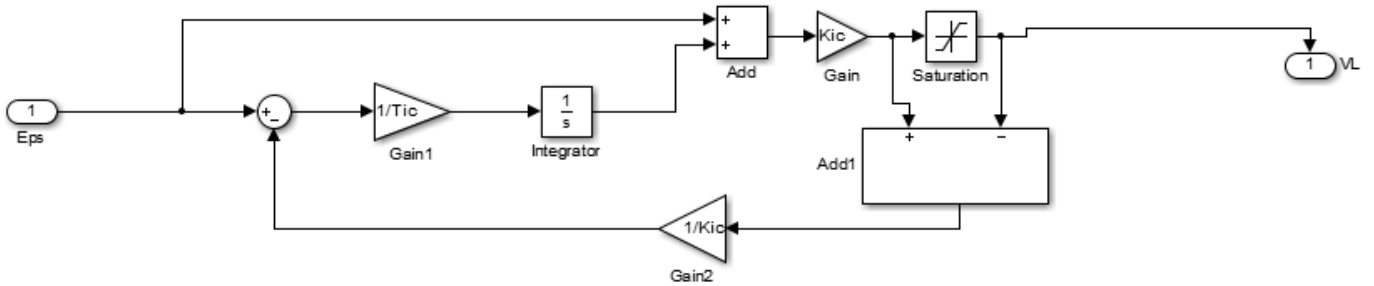 +
+
Add
Kic
Gain
Saturation
1
VL
1
Eps
+
−
1/Tic
Gain1
1
s
Integrator
+
−
Add1
1/Kic
Gain2